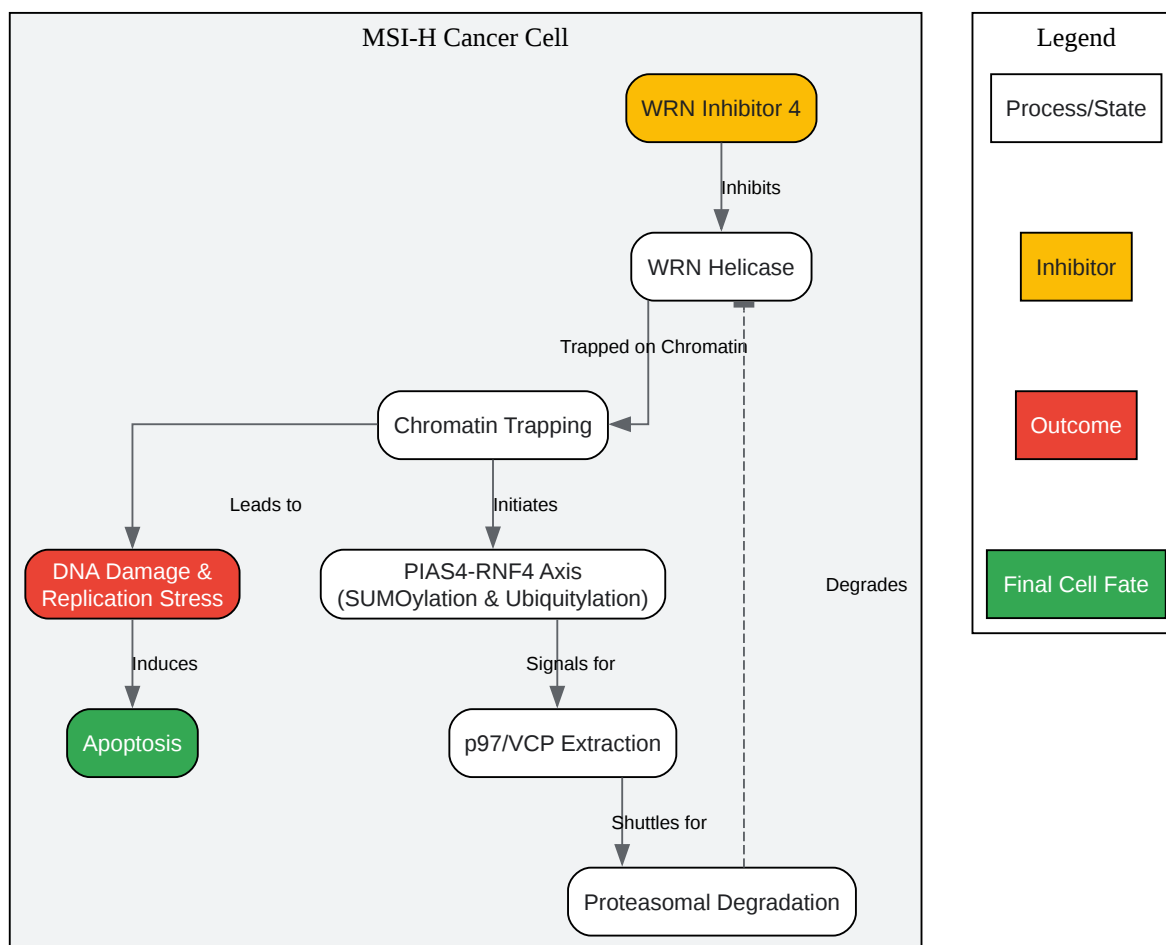 MSI-H Cancer Cell
WRN Inhibitor 4
Inhibits
WRN Helicase
Trapped on Chromatin
Chromatin Trapping
Leads to
Initiates
DNA Damage &
Replication Stress
PIAS4-RNF4 Axis
(SUMOylation & Ubiquitylation)
Degrades
Induces
Signals for
Apoptosis
p97/VCP Extraction
Shuttles for
Proteasomal Degradation
Legend
Process/State
Inhibitor
Outcome
Final Cell Fate